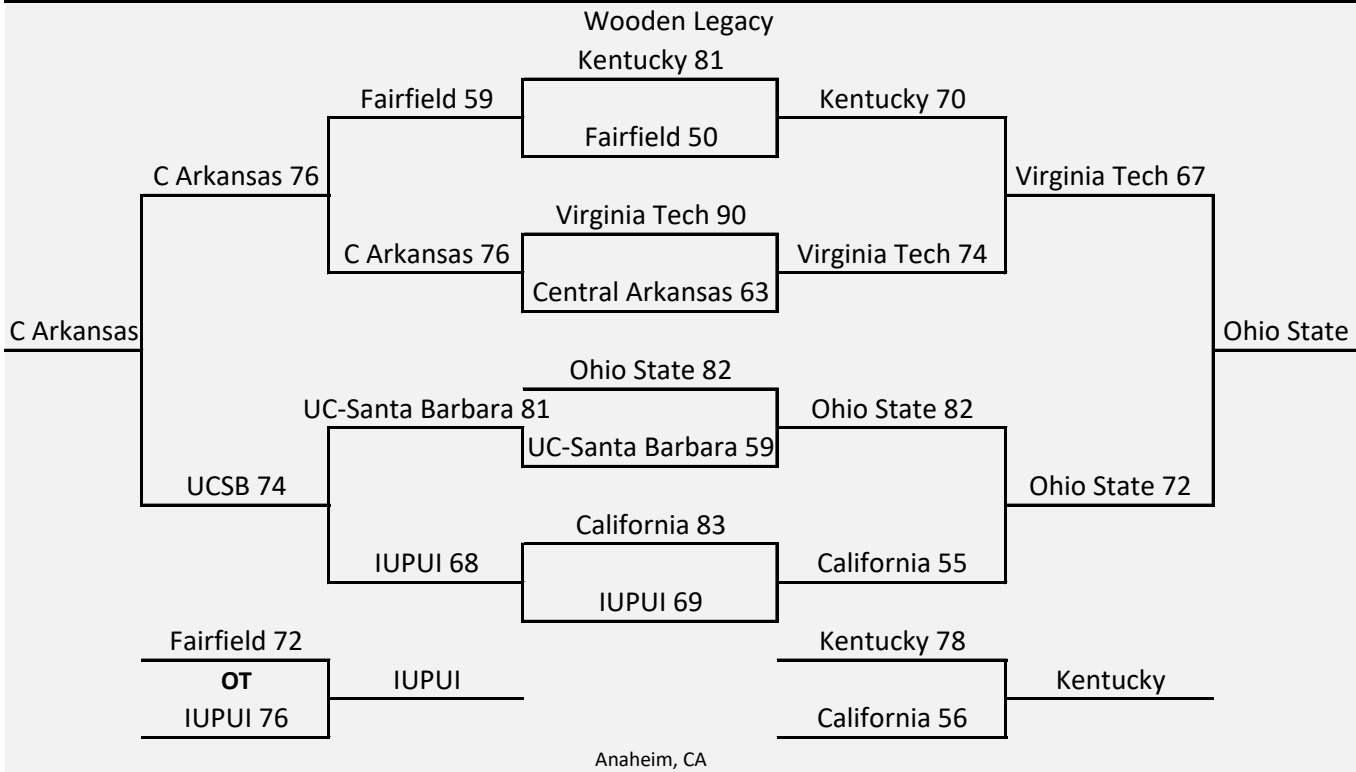 Wooden Legacy
Kentucky 81
Fairfield 59
Kentucky 70
Fairfield 50
C Arkansas 76
Virginia Tech 67
Virginia Tech 90
C Arkansas 76
Virginia Tech 74
Central Arkansas 63
C Arkansas
Ohio State
Ohio State 82
UC-Santa Barbara 81
Ohio State 82
UC-Santa Barbara 59
UCSB 74
Ohio State 72
California 83
IUPUI 68
California 55
IUPUI 69
Fairfield 72
Kentucky 78
OT
IUPUI
Kentucky
IUPUI 76
California 56
Anaheim, CA